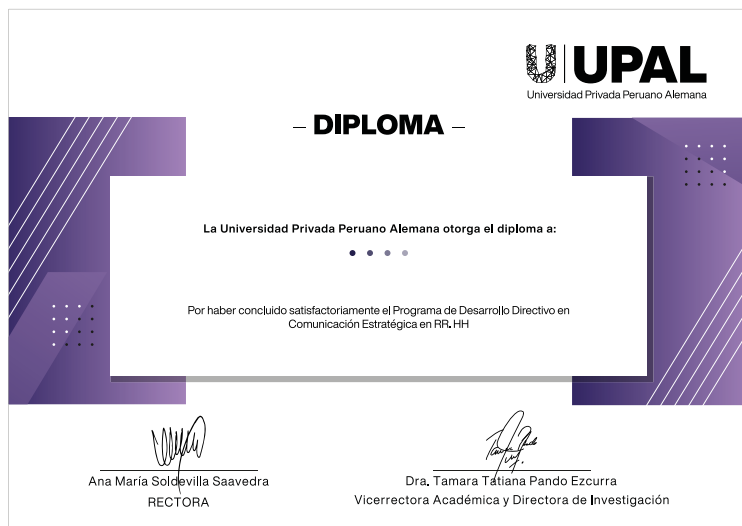 UPAL
Universidad Privada Peruano Alemana
– DIPLOMA –
La Universidad Privada Peruano Alemana otorga el diploma a:
Por haber concluido satisfactoriamente el Programa de Desarrollo Directivo en
Comunicación Estratégica en RR. HH
Ana María Soldevilla Saavedra
RECTORA
Dra. Tamara Tatiana Pando Ezcurra
Vicerrectora Académica y Directora de Investigación